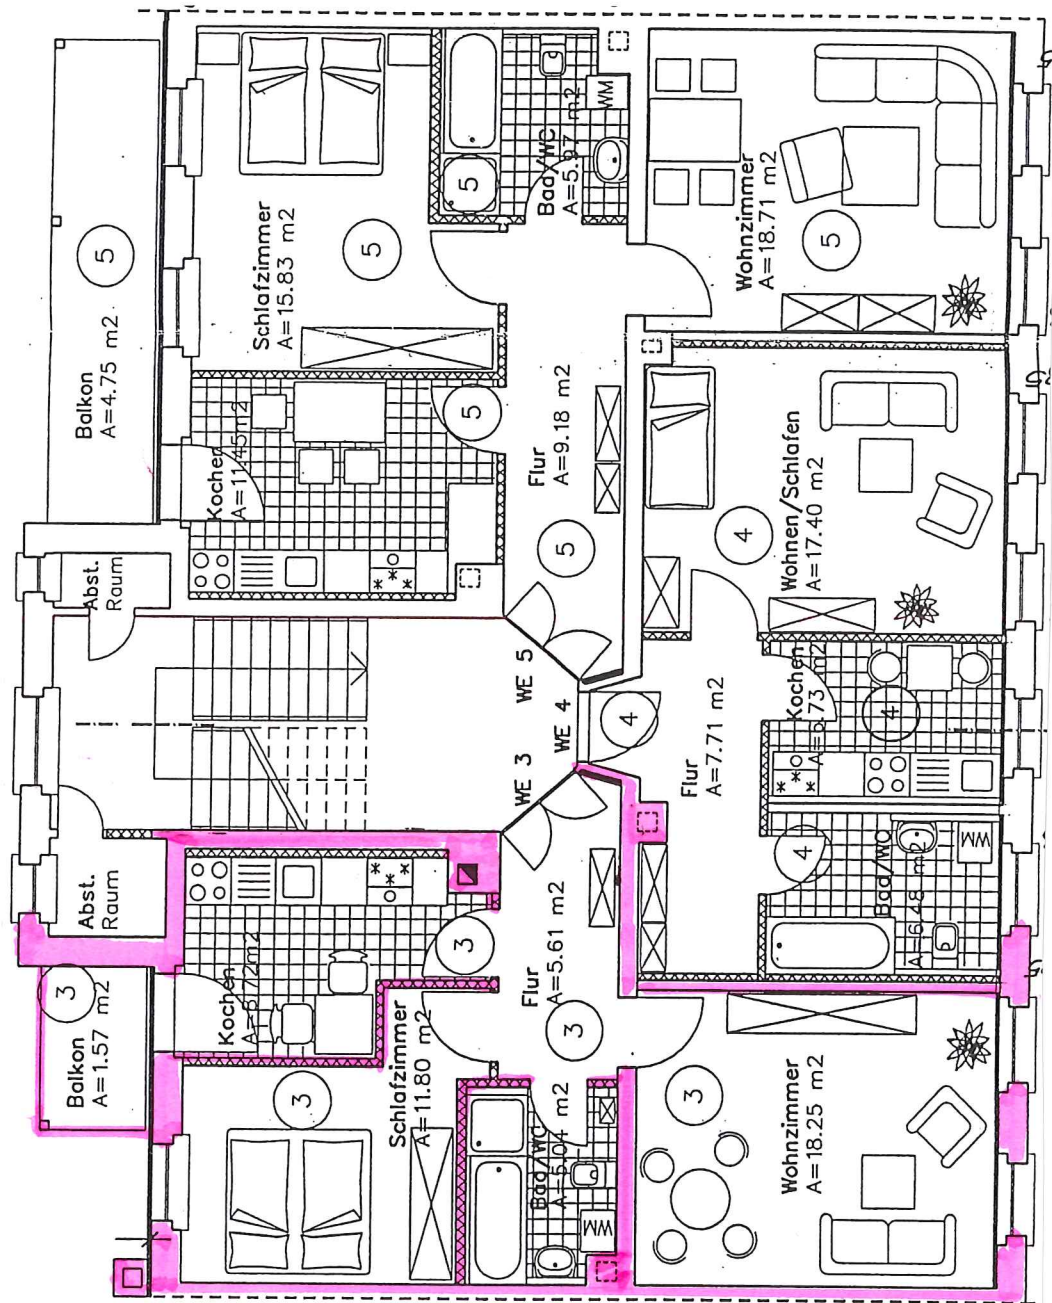 Balkon
A=4.75 m2
5
Abst.
Raum
Abst.
Raum
Balkon
A=1.57 m2
3
Schlafzimmer
A=15.83 m2
5
Kochen
A=11.45m2
5
Bad/WC
A=5.97 m2
5
WM
Flur
A=9.18 m2
5
Wohnzimmer
A=18.71 m2
5
WE 5
WE 4
WE 3
Wohnen/Schlafen
A=17.40 m2
4
Flur
A=7.71 m2
4
Kochen
4
Bad/WC
A=6.48 m2
4
WM
Kochen
3
Schlafzimmer
A=11.80 m2
3
Flur
A=5.61 m2
3
Bad/WC
A=5.04 m2
WM
Wohnzimmer
A=18.25 m2
3